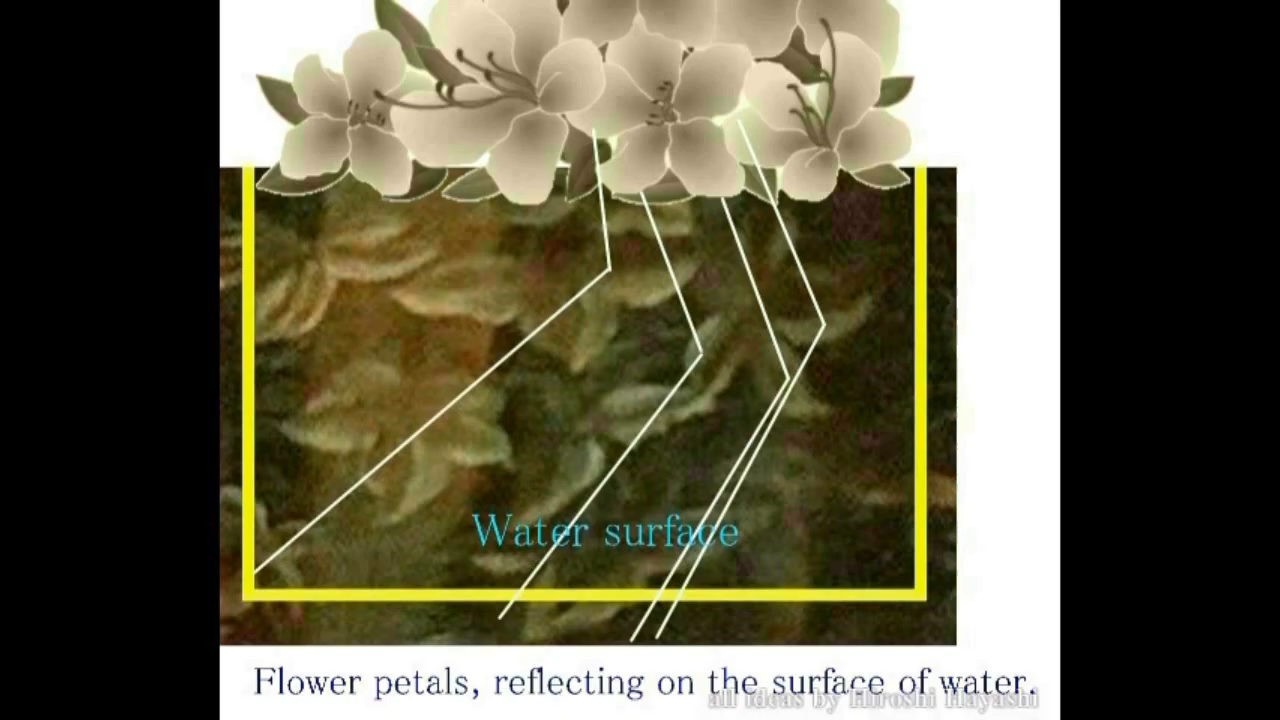 Water surface
Flower petals, reflecting on the surface of water.
all ideas by Hiroshi Hayashi